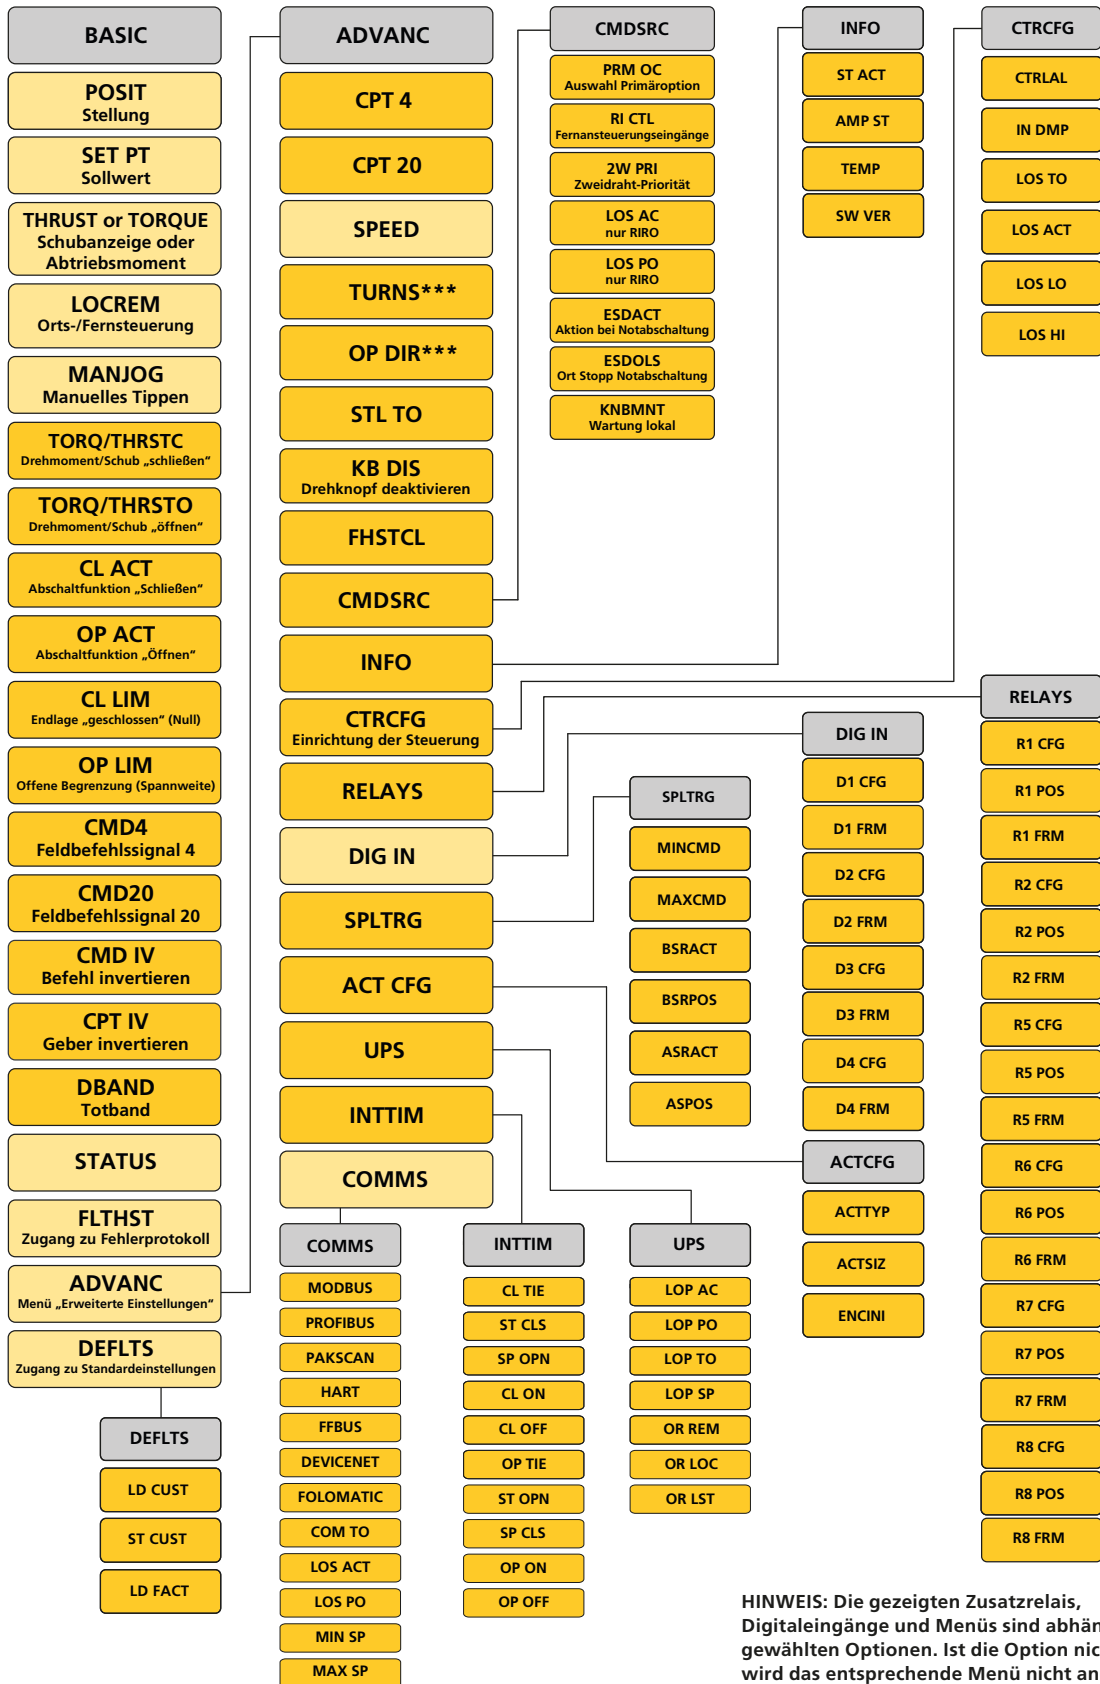 BASIC
POSIT
Stellung
SET PT
Sollwert
THRUST or TORQUE
Schubanzeige oder
Abtriebsmoment
LOCREM
Orts-/Fernsteuerung
MANJOG
Manuelles Tippen
TORQ/THRSTC
Drehmoment/Schub „schließen“
TORQ/THRSTO
Drehmoment/Schub „öffnen“
CL ACT
Abschaltfunktion „Schließen“
OP ACT
Abschaltfunktion „Öffnen“
CL LIM
Endlage „geschlossen“ (Null)
OP LIM
Offene Begrenzung (Spannweite)
CMD4
Feldbefehlssignal 4
CMD20
Feldbefehlssignal 20
CMD IV
Befehl invertieren
CPT IV
Geber invertieren
DBAND
Totband
STATUS
FLTHST
Zugang zu Fehlerprotokoll
ADVANC
Menü „Erweiterte Einstellungen“
DEFLTS
Zugang zu Standardeinstellungen
DEFLTS
LD CUST
ST CUST
LD FACT
ADVANC
CPT 4
CPT 20
SPEED
TURNS***
OP DIR***
STL TO
KB DIS
Drehknopf deaktivieren
FHSTCL
CMDSRC
INFO
CTRCFG
Einrichtung der Steuerung
RELAYS
DIG IN
SPLTRG
ACT CFG
UPS
INTTIM
COMMS
COMMS
MODBUS
PROFIBUS
PAKSCAN
HART
FFBUS
DEVICENET
FOLOMATIC
COM TO
LOS ACT
LOS PO
MIN SP
MAX SP
INTTIM
CL TIE
ST CLS
SP OPN
CL ON
CL OFF
OP TIE
ST OPN
SP CLS
OP ON
OP OFF
CMDSRC
PRM OC
Auswahl Primäroption
RI CTL
Fernansteuerungseingänge
2W PRI
Zweidraht-Priorität
LOS AC
nur RIRO
LOS PO
nur RIRO
ESDACT
Aktion bei Notabschaltung
ESDOLS
Ort Stopp Notabschaltung
KNBMNT
Wartung lokal
SPLTRG
MINCMD
MAXCMD
BSRACT
BSRPOS
ASRACT
ASPOS
UPS
LOP AC
LOP PO
LOP TO
LOP SP
OR REM
OR LOC
OR LST
INFO
ST ACT
AMP ST
TEMP
SW VER
DIG IN
D1 CFG
D1 FRM
D2 CFG
D2 FRM
D3 CFG
D3 FRM
D4 CFG
D4 FRM
ACTCFG
ACTTYP
ACTSIZ
ENCINI
CTRCFG
CTRLAL
IN DMP
LOS TO
LOS ACT
LOS LO
LOS HI
RELAYS
R1 CFG
R1 POS
R1 FRM
R2 CFG
R2 POS
R2 FRM
R5 CFG
R5 POS
R5 FRM
R6 CFG
R6 POS
R6 FRM
R7 CFG
R7 POS
R7 FRM
R8 CFG
R8 POS
R8 FRM
HINWEIS: Die gezeigten Zusatzrelais,
Digitaleingänge und Menüs sind abhän
gewählten Optionen. Ist die Option nic
wird das entsprechende Menü nicht an